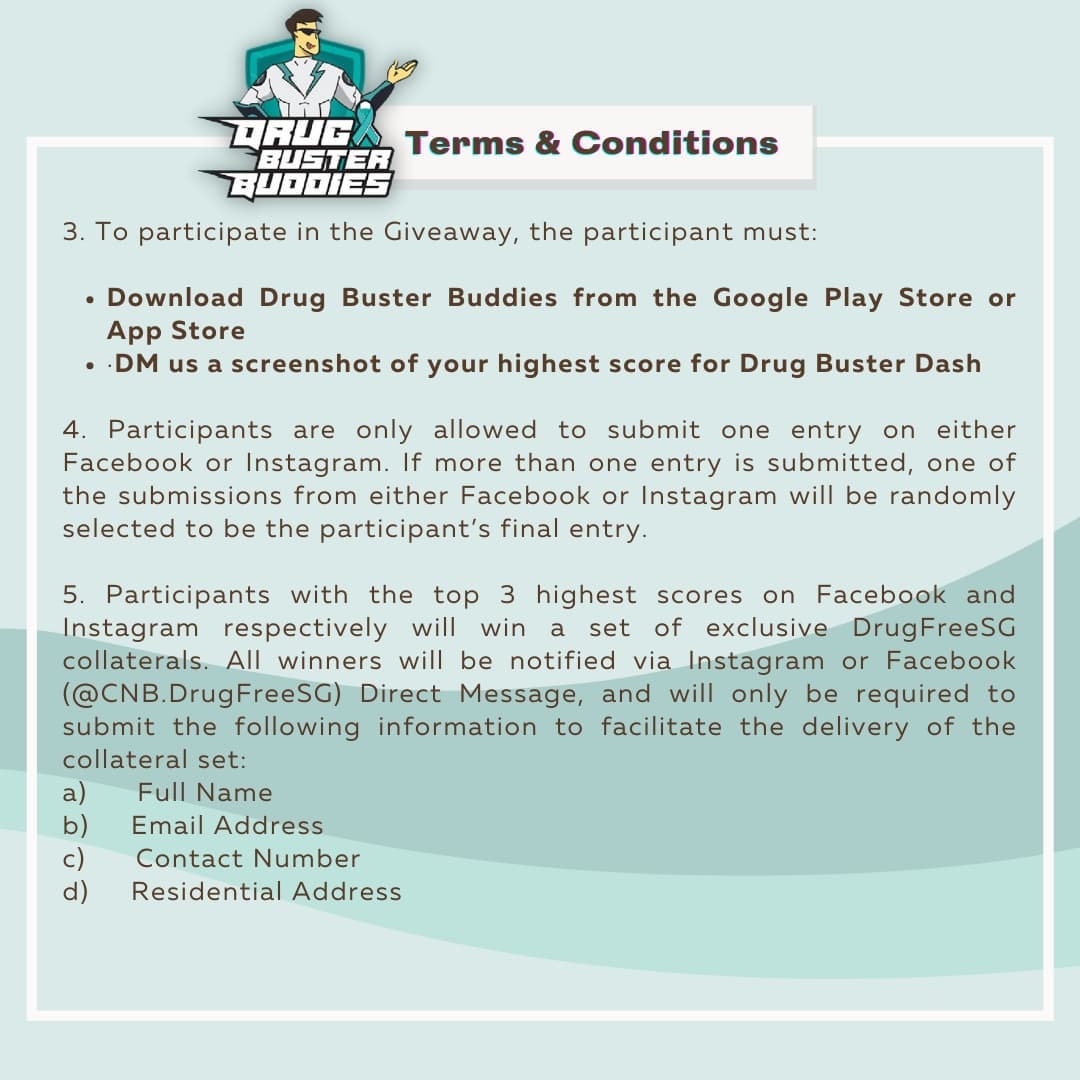 DRUG
BUSTER
BUDDIES
Terms & Conditions
3. To participate in the Giveaway, the participant must:
• Download Drug Buster Buddies from the Google Play Store or
App Store
• ·DM us a screenshot of your highest score for Drug Buster Dash
4. Participants are only allowed to submit one entry on either
Facebook or Instagram. If more than one entry is submitted, one of
the submissions from either Facebook or Instagram will be randomly
selected to be the participant’s final entry.
5. Participants with the top 3 highest scores on Facebook and
Instagram respectively will win a set of exclusive DrugFreeSG
collaterals. All winners will be notified via Instagram or Facebook
(@CNB.DrugFreeSG) Direct Message, and will only be required to
submit the following information to facilitate the delivery of the
collateral set:
a) Full Name
b) Email Address
c) Contact Number
d) Residential Address